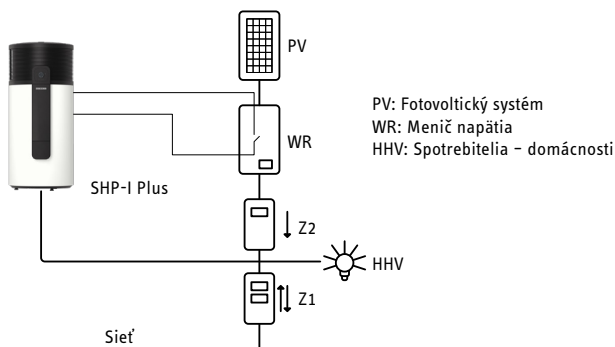 PV
PV: Fotovoltický systém
WR: Menič napätia
HHV: Spotrebitelia – domácnosti
WR
SHP-I Plus
Z2
HHV
Z1
Sieť